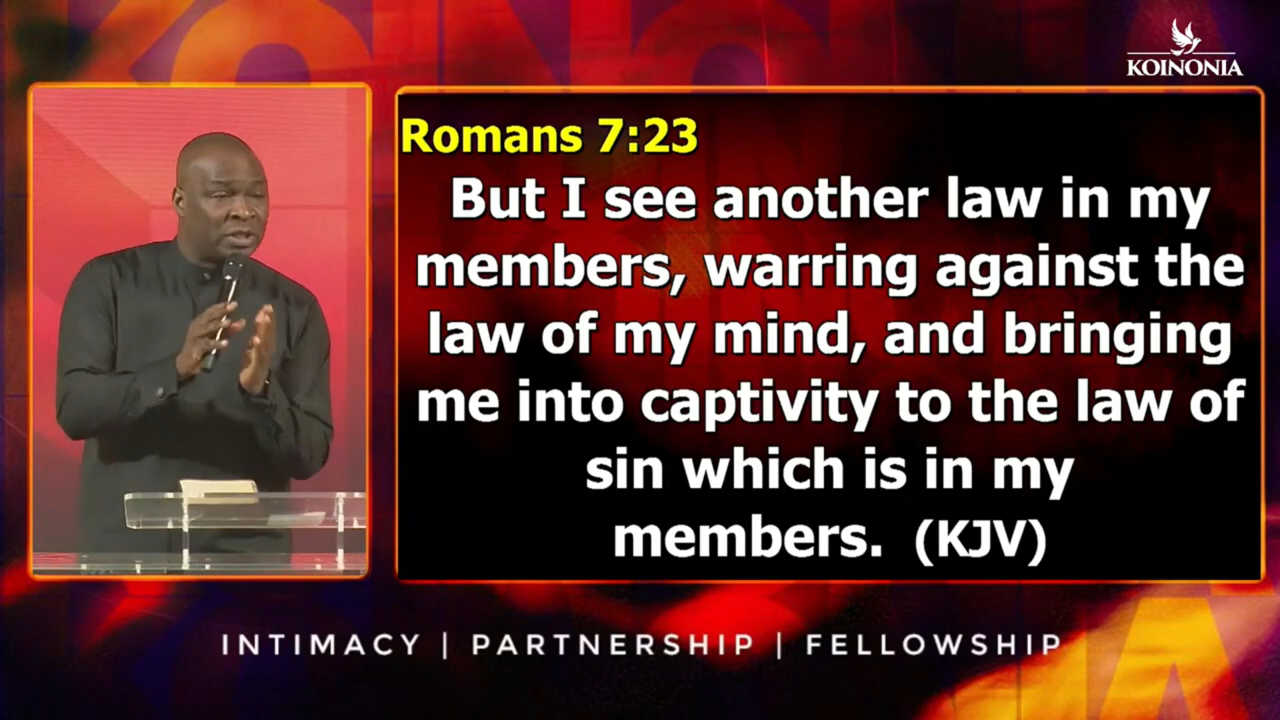 KOINONIA
Romans 7:23
But I see another law in my
members, warring against the
law of my mind, and bringing
me into captivity to the law of
sin which is in my
members. (KJV)
INTIMACY | PARTNERSHIP | FELLOWSHIP